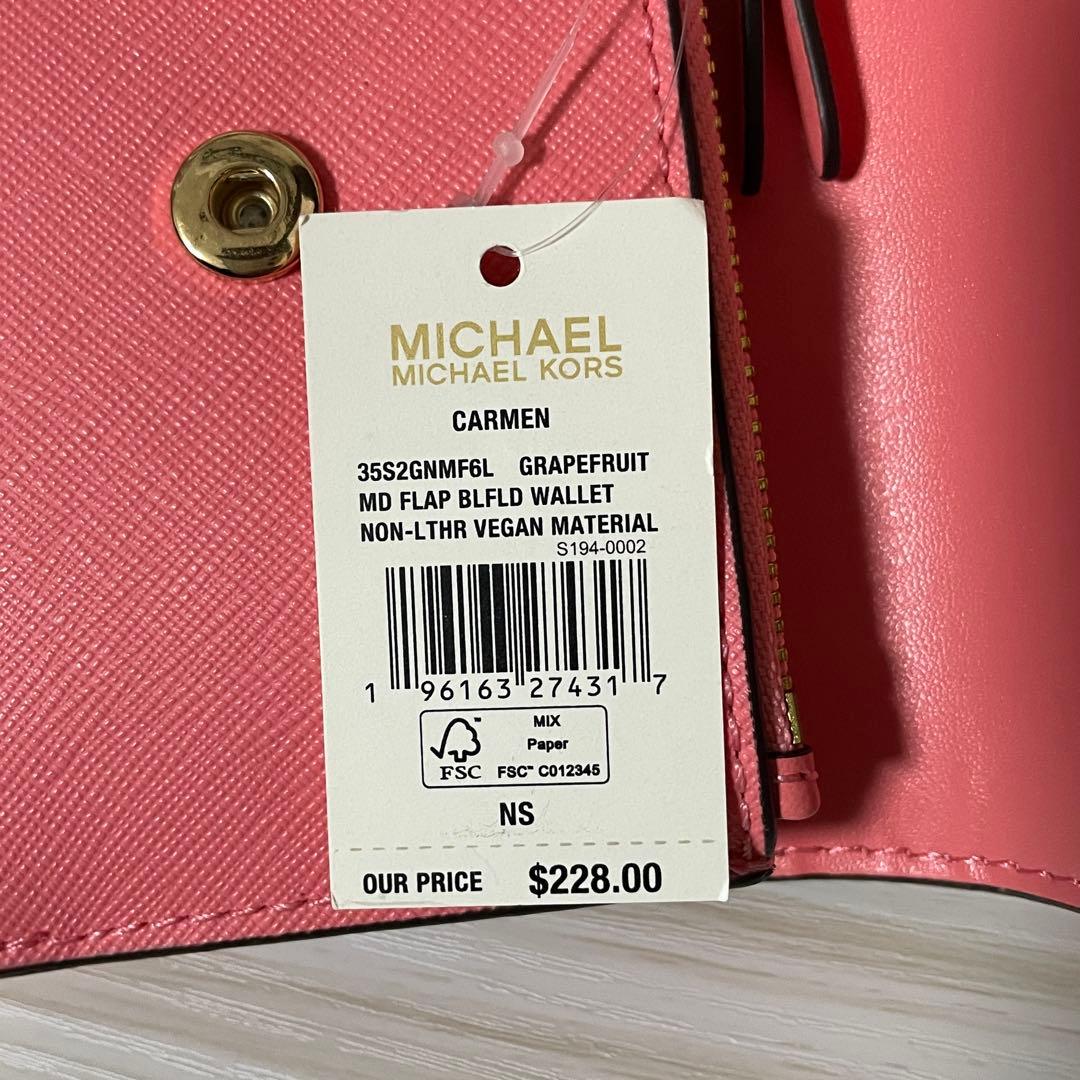 MICHAEL
MICHAEL KORS
CARMEN
35S2GNMF6L GRAPEFRUIT
MD FLAP BLFLD WALLET
NON-LTHR VEGAN MATERIAL
S194-0002
1 96163 27431 7
MIX
Paper
FSC™ C012345
FSC
NS
OUR PRICE $228.00